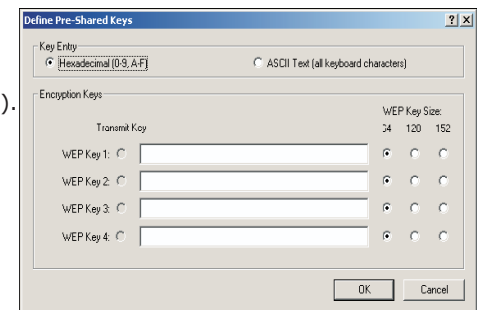 Define Pre-Shared Keys
Key Entry
Hexadecimal (0-9, A-F)
ASCII Text (all keyboard characters)
).
Encryption Keys
WEP Key Size:
Transmit Key
64 128 152
WEP Key 1:
WEP Key 2:
WEP Key 3:
WEP Key 4:
OK
Cancel